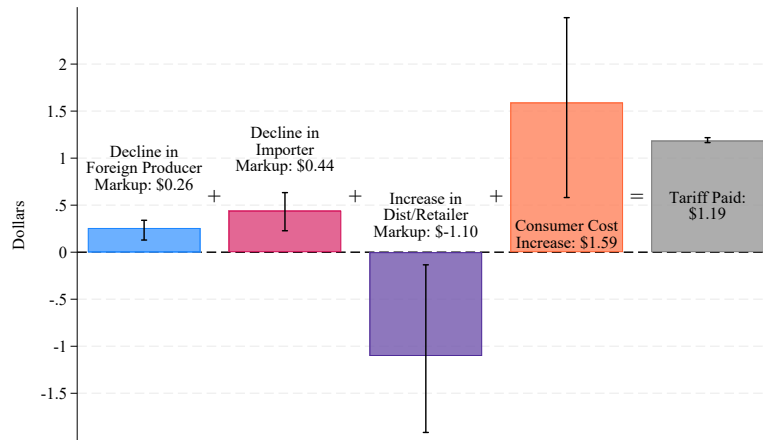 Dollars
2
1.5
1
.5
0
-.5
-1
-1.5
Decline in
Foreign Producer
Markup: $0.26
+
Decline in
Importer
Markup: $0.44
+
Increase in
Dist/Retailer
Markup: $-1.10
+
Consumer Cost
Increase: $1.59
=
Tariff Paid:
$1.19